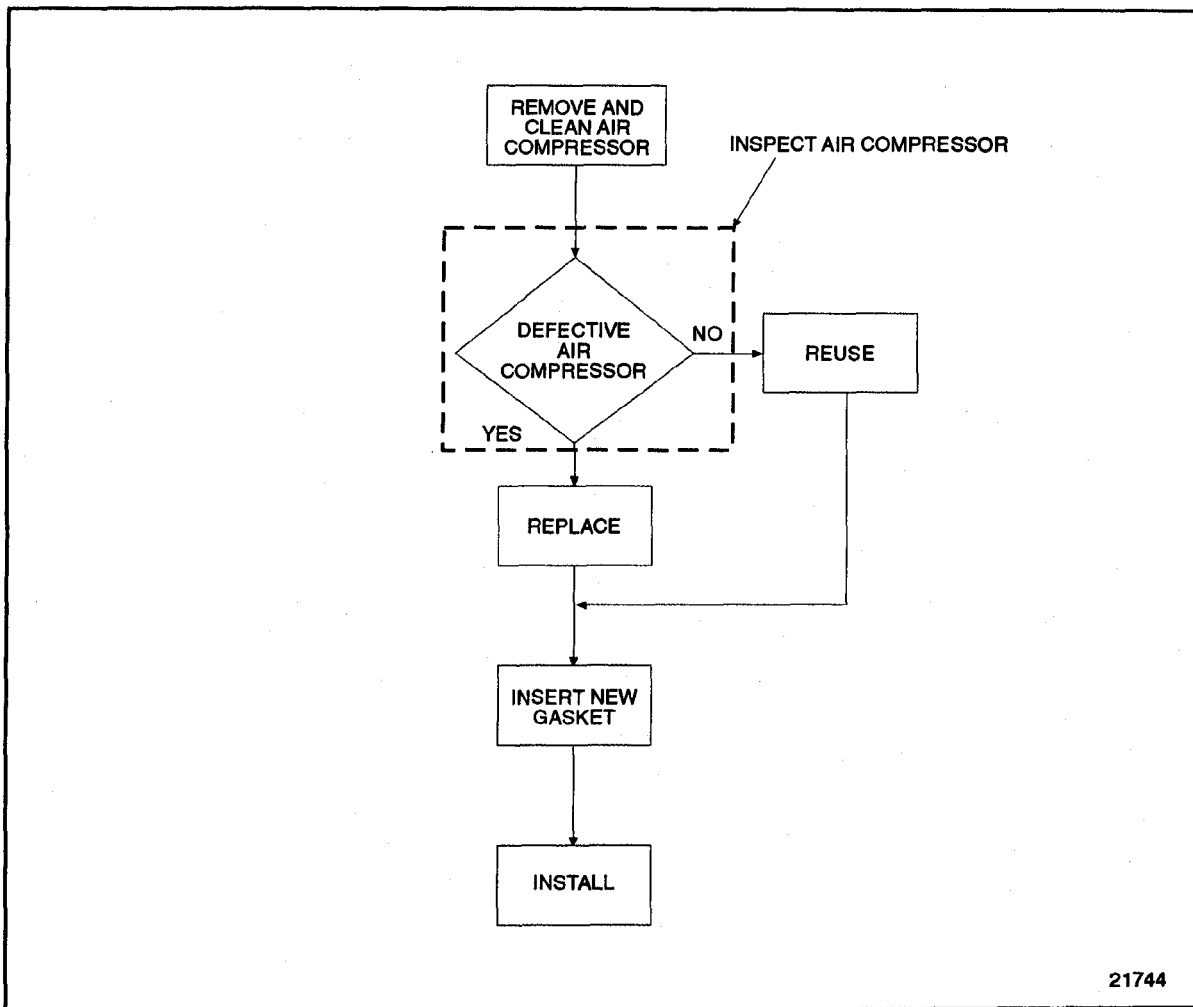 REMOVE AND
CLEAN AIR
COMPRESSOR
INSPECT AIR COMPRESSOR
DEFECTIVE
AIR
COMPRESSOR
NO
REUSE
YES
REPLACE
INSERT NEW
GASKET
INSTALL
21744